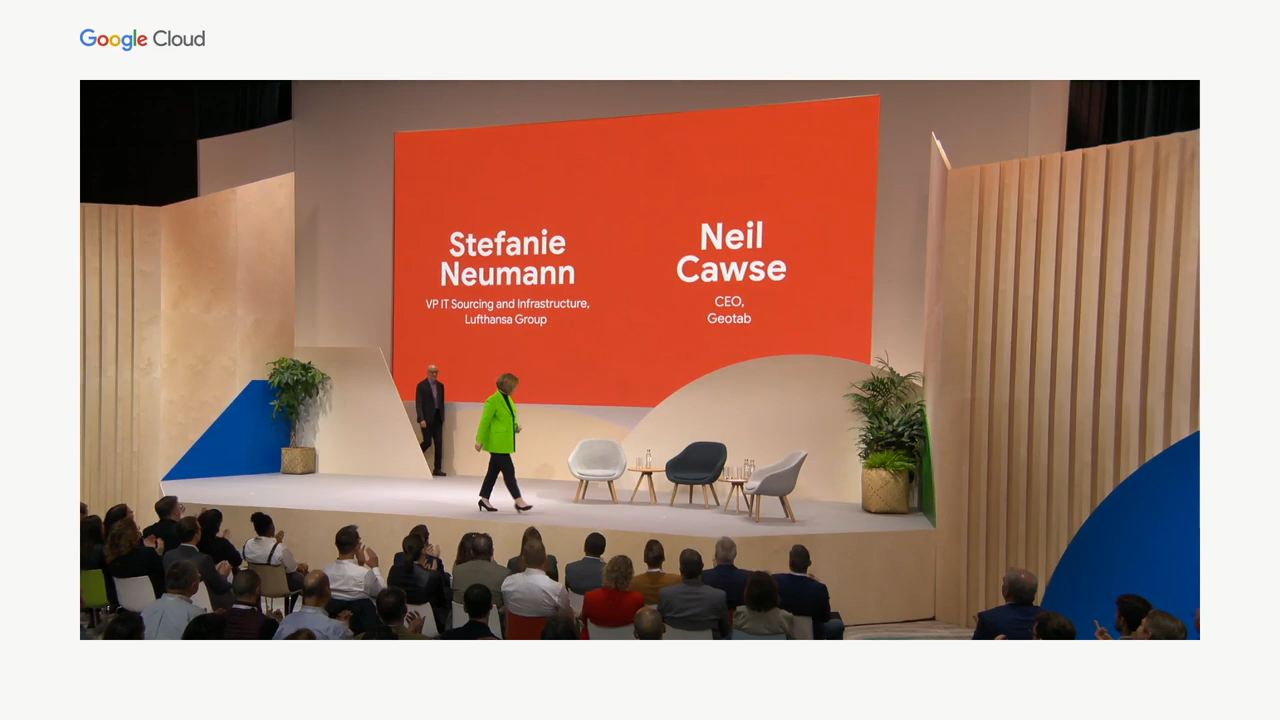 Google Cloud
Stefanie
Neumann
VP IT Sourcing and Infrastructure,
Lufthansa Group
Neil
Cawse
CEO,
Geotab